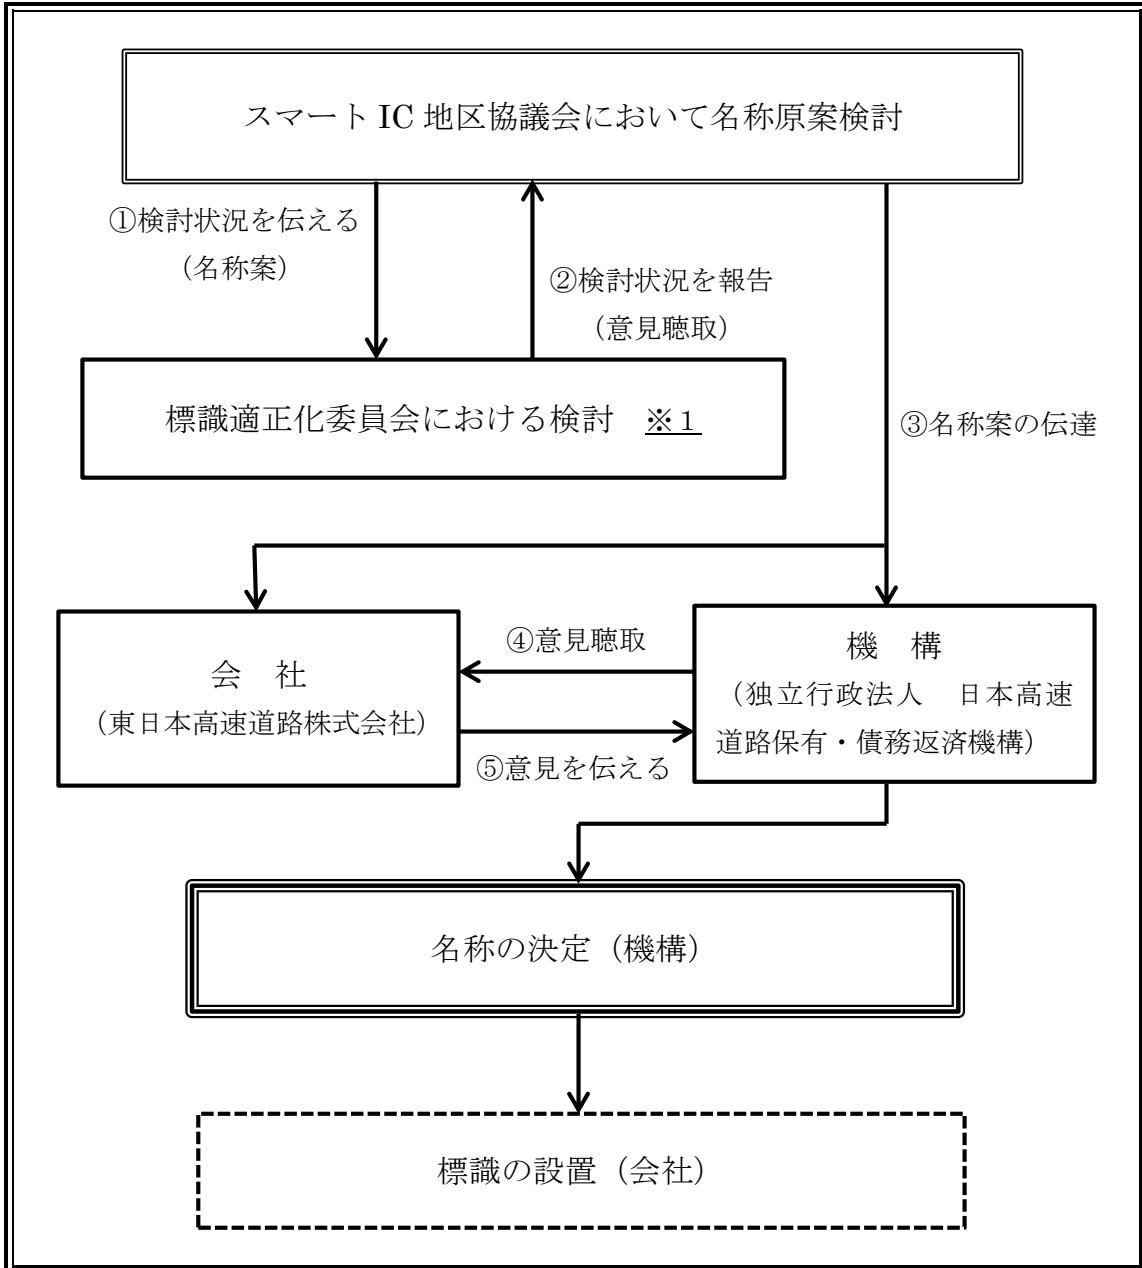 スマート IC 地区協議会において名称原案検討
①検討状況を伝える
（名称案）
②検討状況を報告
（意見聴取）
標識適正化委員会における検討　※１
③名称案の伝達
会　社
（東日本高速道路株式会社）
④意見聴取
⑤意見を伝える
機　構
（独立行政法人　日本高速
道路保有・債務返済機構）
名称の決定（機構）
標識の設置（会社）